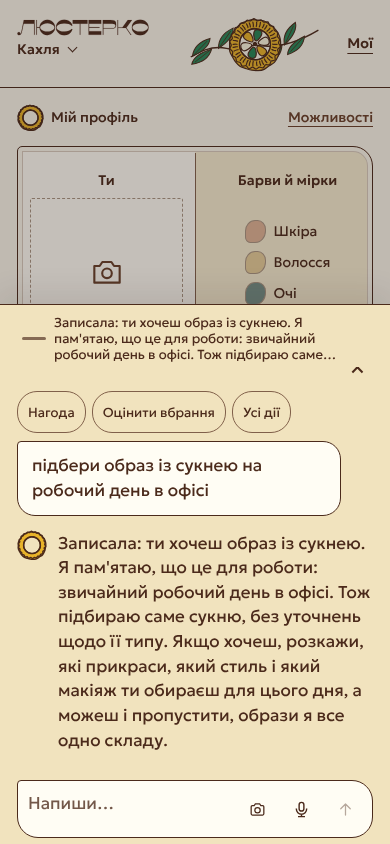 ЛЮСТЕРКО
Кахля
Мої
Мій профіль
Можливості
Ти
Барви й мірки
Шкіра
Волосся
Очі
Записала: ти хочеш образ із сукнею. Я
пам'ятаю, що це для роботи: звичайний
робочий день в офісі. Тож підбираю саме…
Нагода
Оцінити вбрання
Усі дії
підбери образ із сукнею на
робочий день в офісі
Записала: ти хочеш образ із сукнею.
Я пам'ятаю, що це для роботи:
звичайний робочий день в офісі. Тож
підбираю саме сукню, без уточнень
щодо її типу. Якщо хочеш, розкажи,
які прикраси, який стиль і який
макіяж ти обираєш для цього дня, а
можеш і пропустити, образи я все
одно складу.
Напиши…